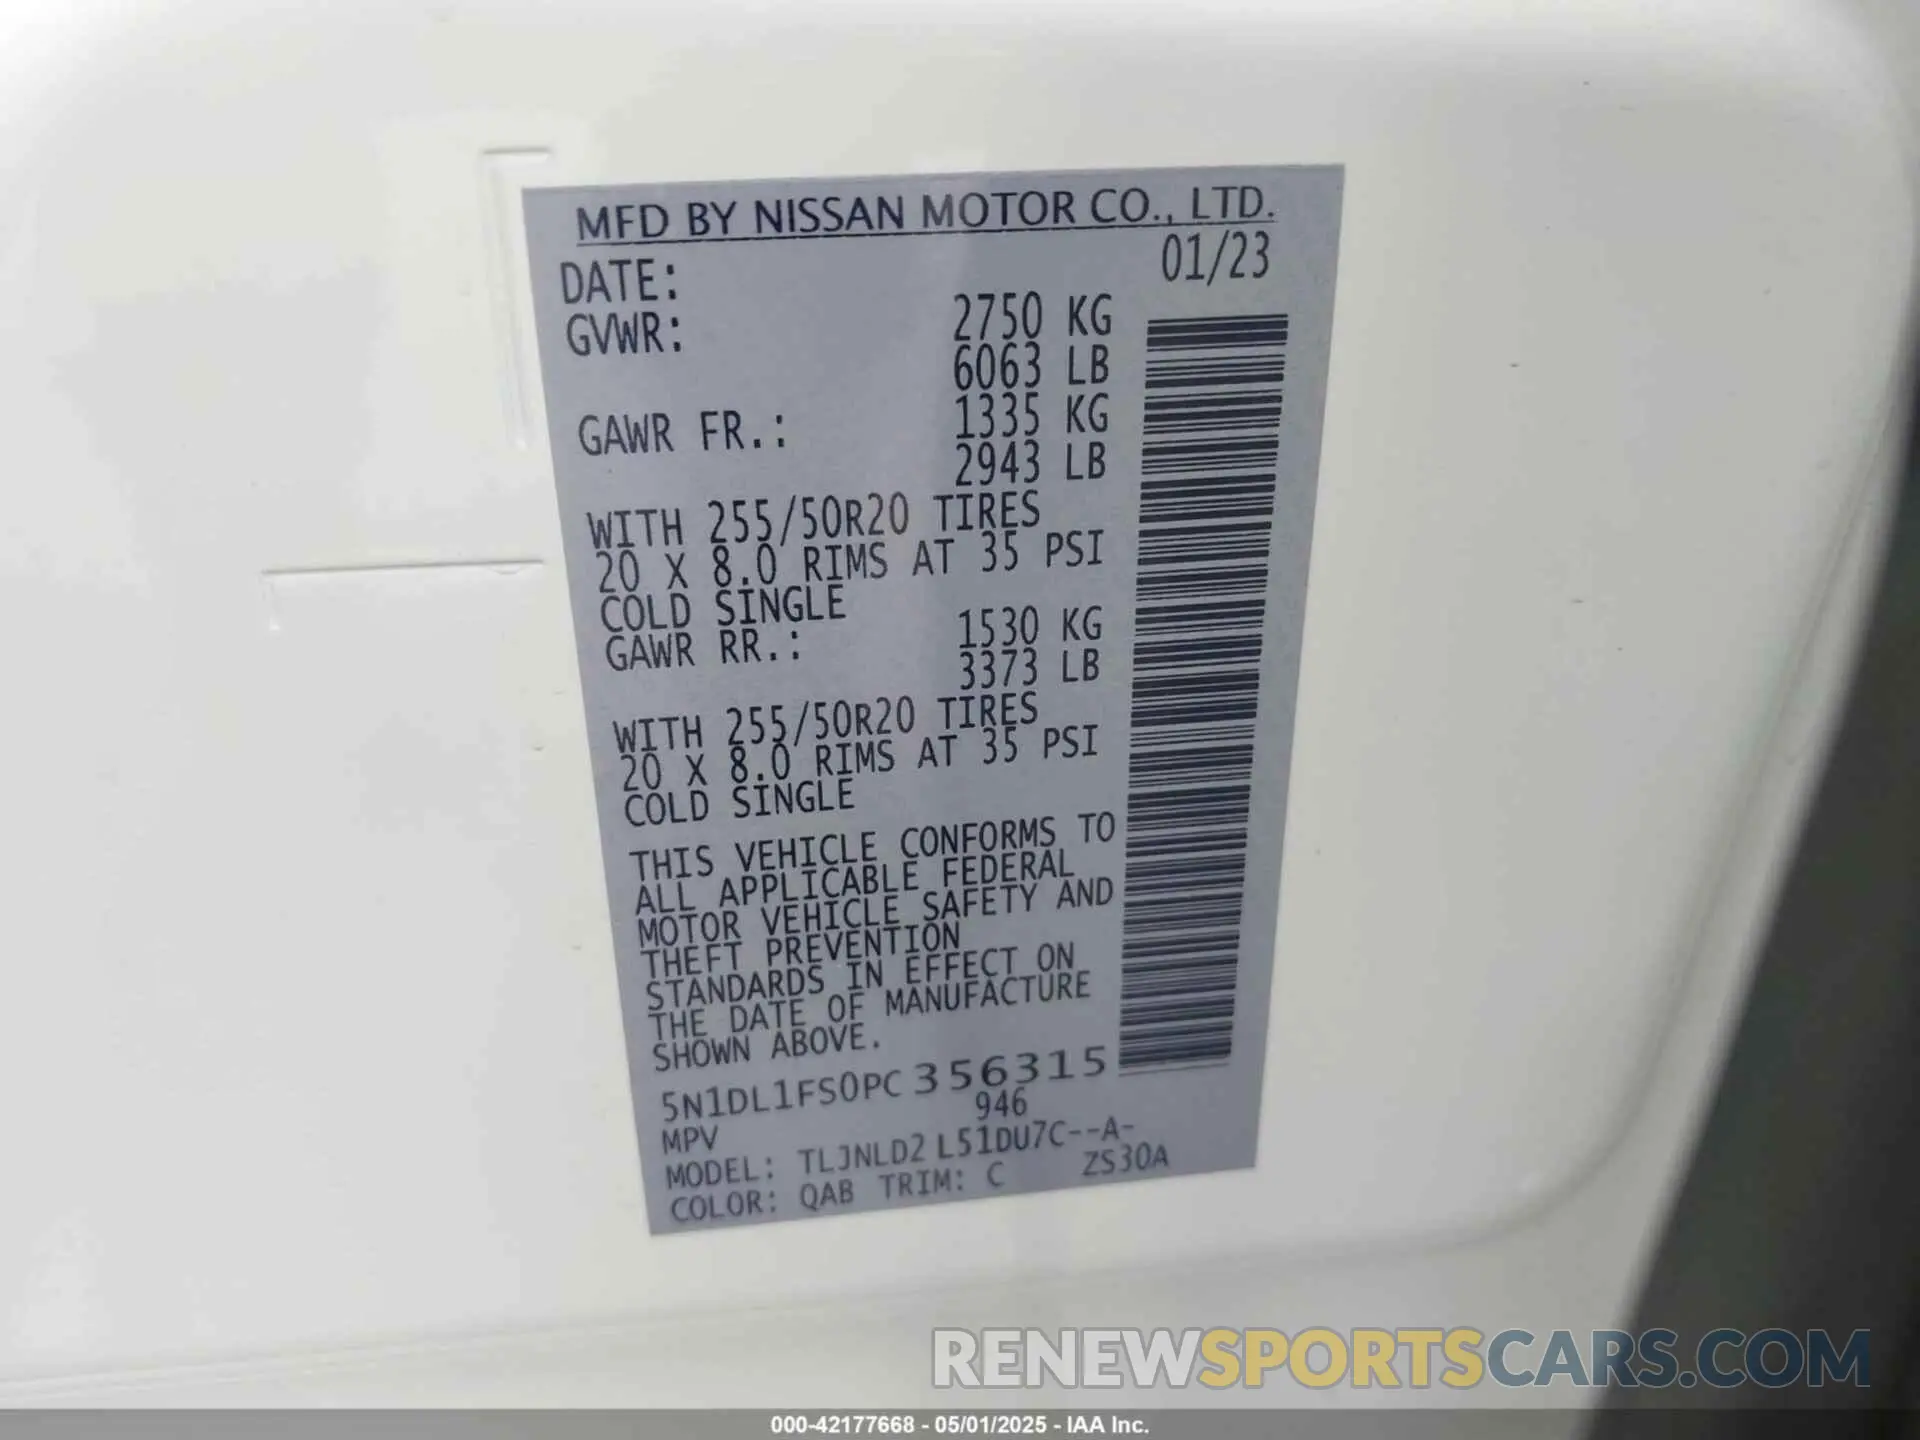 MFD BY NISSAN MOTOR CO., LTD.
DATE: 01/23
GVWR: 2750 KG
6063 LB
GAWR FR.: 1335 KG
2943 LB
WITH 255/50R20 TIRES
20 X 8.0 RIMS AT 35 PSI
COLD SINGLE
GAWR RR.: 1530 KG
3373 LB
WITH 255/50R20 TIRES
20 X 8.0 RIMS AT 35 PSI
COLD SINGLE
THIS VEHICLE CONFORMS TO
ALL APPLICABLE FEDERAL
MOTOR VEHICLE SAFETY AND
THEFT PREVENTION
STANDARDS IN EFFECT ON
THE DATE OF MANUFACTURE
SHOWN ABOVE.
5N1DL1FS0PC356315
MPV 946
MODEL: TLJNLD2 L51DU7C--A-
COLOR: QAB TRIM: C ZS30A
RENEWSPORTSCARS.COM
000-42177668 - 05/01/2025 - IAA Inc.